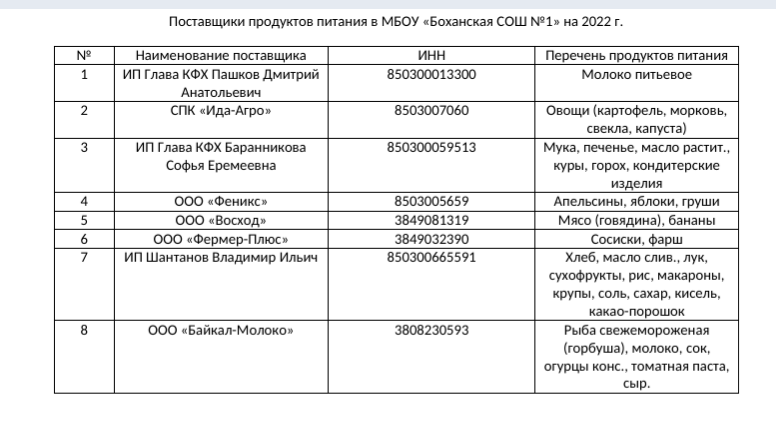 Поставщики продуктов питания в МБОУ «Боханская СОШ №1» на 2022 г.
№ Наименование поставщика ИНН Перечень продуктов питания
1 ИП Глава КФХ Пашков Дмитрий Анатольевич 850300013300 Молоко питьевое
2 СПК «Ида-Агро» 8503007060 Овощи (картофель, морковь, свекла, капуста)
3 ИП Глава КФХ Баранникова Софья Еремеевна 850300059513 Мука, печенье, масло растит., куры, горох, кондитерские изделия
4 ООО «Феникс» 8503005659 Апельсины, яблоки, груши
5 ООО «Восход» 3849081319 Мясо (говядина), бананы
6 ООО «Фермер-Плюс» 3849032390 Сосиски, фарш
7 ИП Шантанов Владимир Ильич 850300665591 Хлеб, масло слив., лук, сухофрукты, рис, макароны, крупы, соль, сахар, кисель, какао-порошок
8 ООО «Байкал-Молоко» 3808230593 Рыба свежемороженая (горбуша), молоко, сок, огурцы конс., томатная паста, сыр.